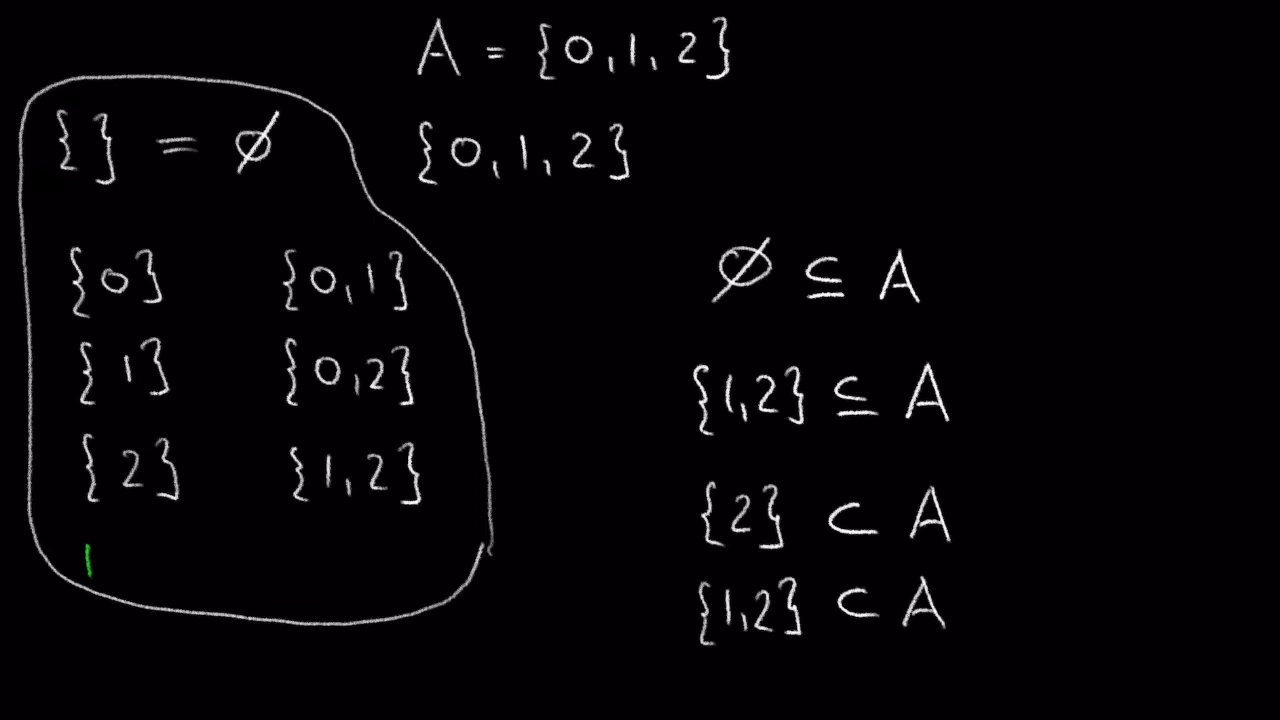 A = {0, 1, 2}
{} = ∅
{0, 1, 2}
{0} {0, 1}
{1} {0, 2}
{2} {1, 2}
∅ ⊆ A
{1, 2} ⊆ A
{2} ⊂ A
{1, 2} ⊂ A